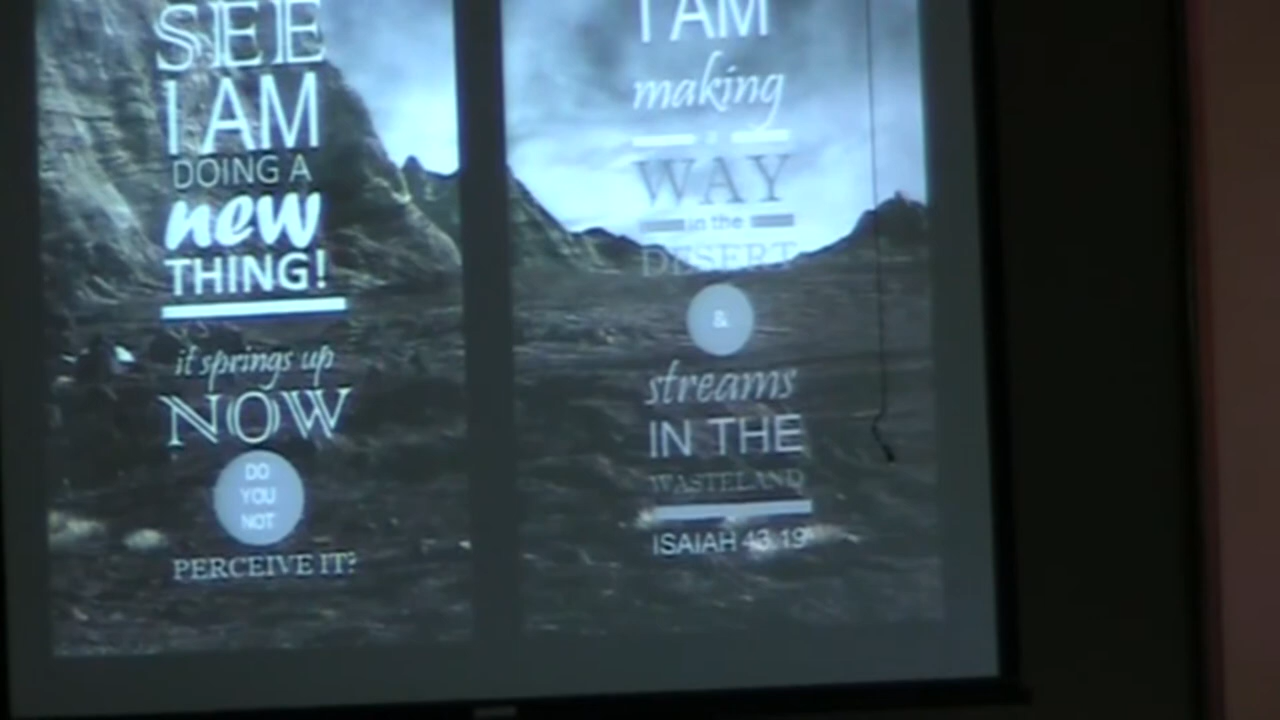 SEE
I AM
DOING A
new
THING!
it springs up
NOW
DO
YOU
NOT
PERCEIVE IT?
I AM
making
WAY
in the
DESERT
&
streams
IN THE
WASTELAND
ISAIAH 43:19